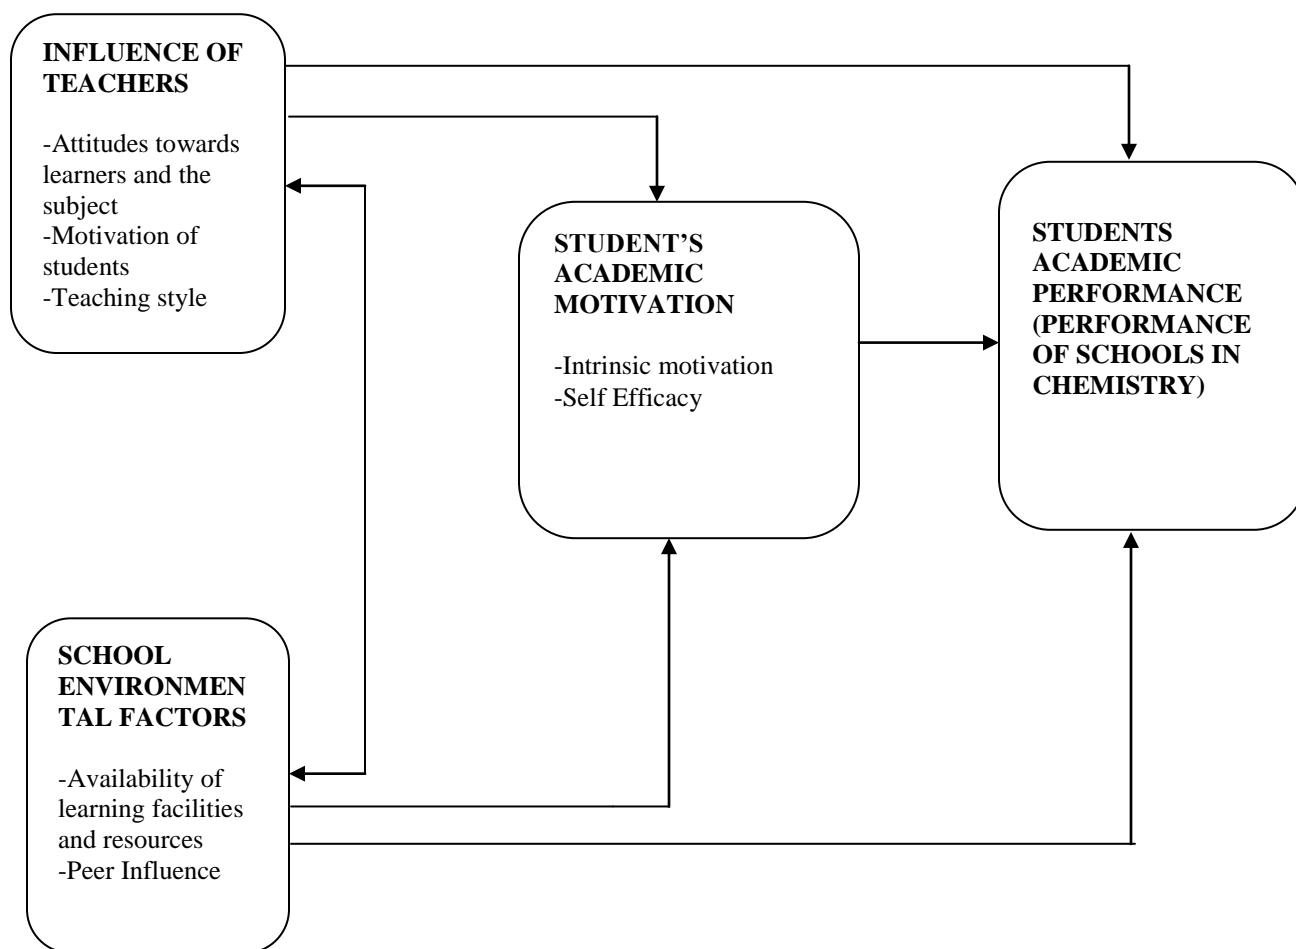 INFLUENCE OF
TEACHERS
-Attitudes towards
learners and the
subject
-Motivation of
students
-Teaching style
STUDENT’S
ACADEMIC
MOTIVATION
-Intrinsic motivation
-Self Efficacy
STUDENTS
ACADEMIC
PERFORMANCE
(PERFORMANCE
OF SCHOOLS IN
CHEMISTRY)
SCHOOL
ENVIRONMEN
TAL FACTORS
-Availability of
learning facilities
and resources
-Peer Influence